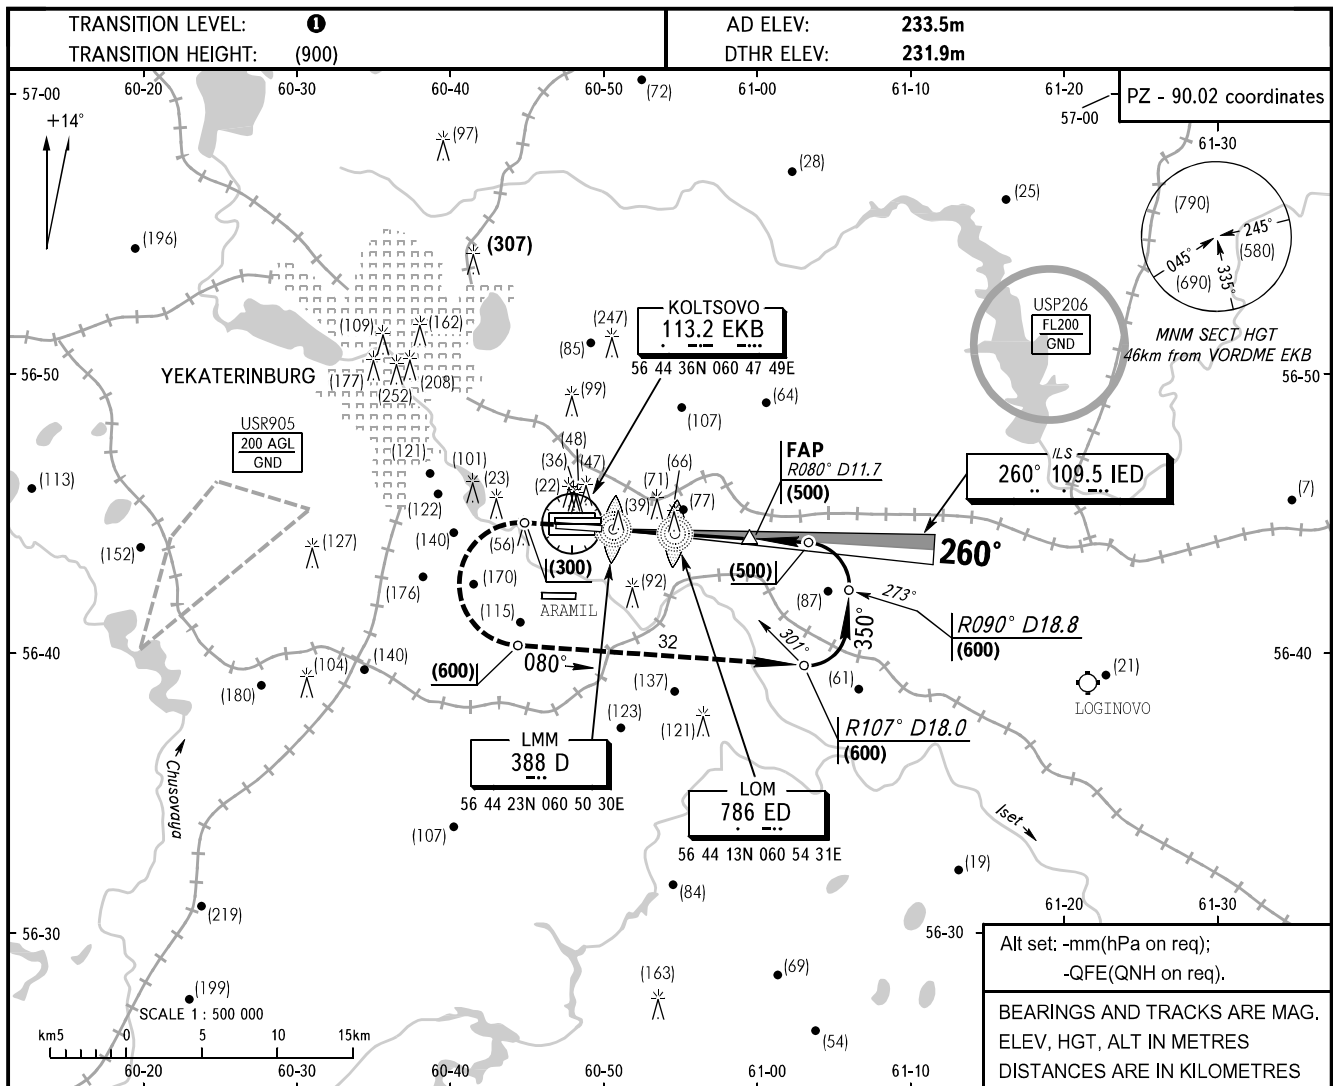 TRANSITION LEVEL: 1
TRANSITION HEIGHT: (900)
AD ELEV: 233.5m
DTHR ELEV: 231.9m
60-20 60-30 60-40 60-50 61-00 61-10 61-20
57-00
PZ - 90.02 coordinates
57-00
61-30
+14°
(72)
(97)
(28)
(25)
(196)
(307)
(790)
245°
045°
(580)
(690)
335°
MNM SECT HGT
46km from VORDME EKB
USP206
FL200
GND
KOLTSOVO
113.2 EKB
56 44 36N 060 47 49E
(109)
(162)
(247)
(85)
56-50
YEKATERINBURG
(177)
(208)
(252)
(99)
(64)
(107)
56-50
USR905
200 AGL
GND
(48)
(121)
(101)
(36)
(47)
(66)
FAP
R080° D11.7
(500)
ILS
260° 109.5 IED
(113)
(23)
(22)
(71)
(77)
(7)
(122)
(39)
(152)
(127)
(140)
(56)
(300)
(500)
260°
(176)
(170)
(92)
(87)
273°
ARAMIL
(115)
301°
350°
R090° D18.8
(600)
32
56-40
(600)
080°
56-40
(104)
(140)
(180)
(137)
(61)
(21)
LOGINOVO
(123)
(121)
R107° D18.0
(600)
LMM
388 D
56 44 23N 060 50 30E
LOM
786 ED
56 44 13N 060 54 31E
Chusovaya
Iset
(107)
(19)
(84)
(219)
61-20 61-30
56-30
56-30
Alt set: -mm(hPa on req);
-QFE(QNH on req).
(163)
(69)
(199)
(54)
SCALE 1 : 500 000
km5 0 5 10 15km
BEARINGS AND TRACKS ARE MAG.
ELEV, HGT, ALT IN METRES
DISTANCES ARE IN KILOMETRES
60-20 60-30 60-40 60-50 61-00 61-10